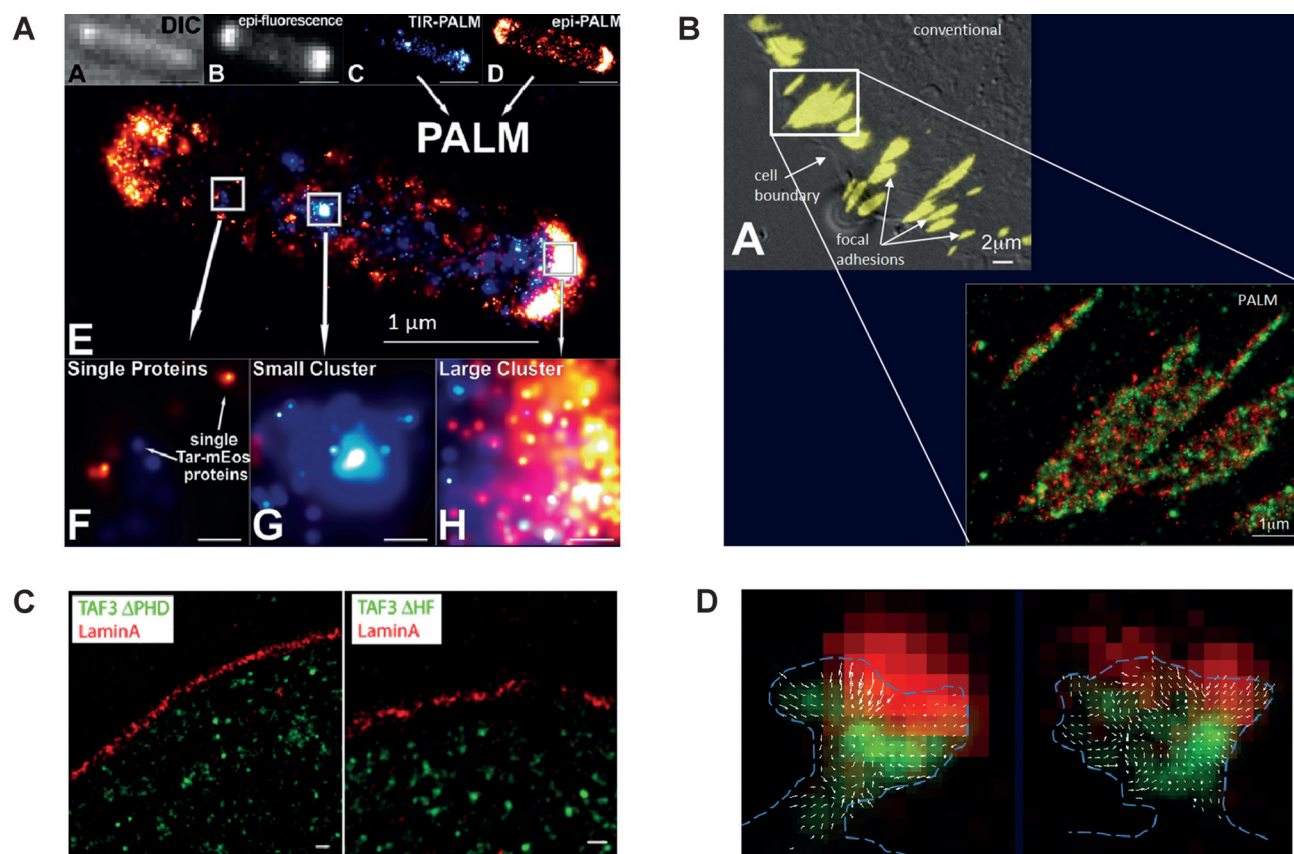 A
DIC
A
epi-fluorescence
B
TIR-PALM
C
epi-PALM
D
PALM
E
1 μm
Single Proteins
single
Tar-mEos
proteins
F
Small Cluster
G
Large Cluster
H
B
conventional
cell
boundary
focal
adhesions
A
2μm
PALM
1μm
C
TAF3 ΔPHD
LaminA
TAF3 ΔHF
LaminA
D